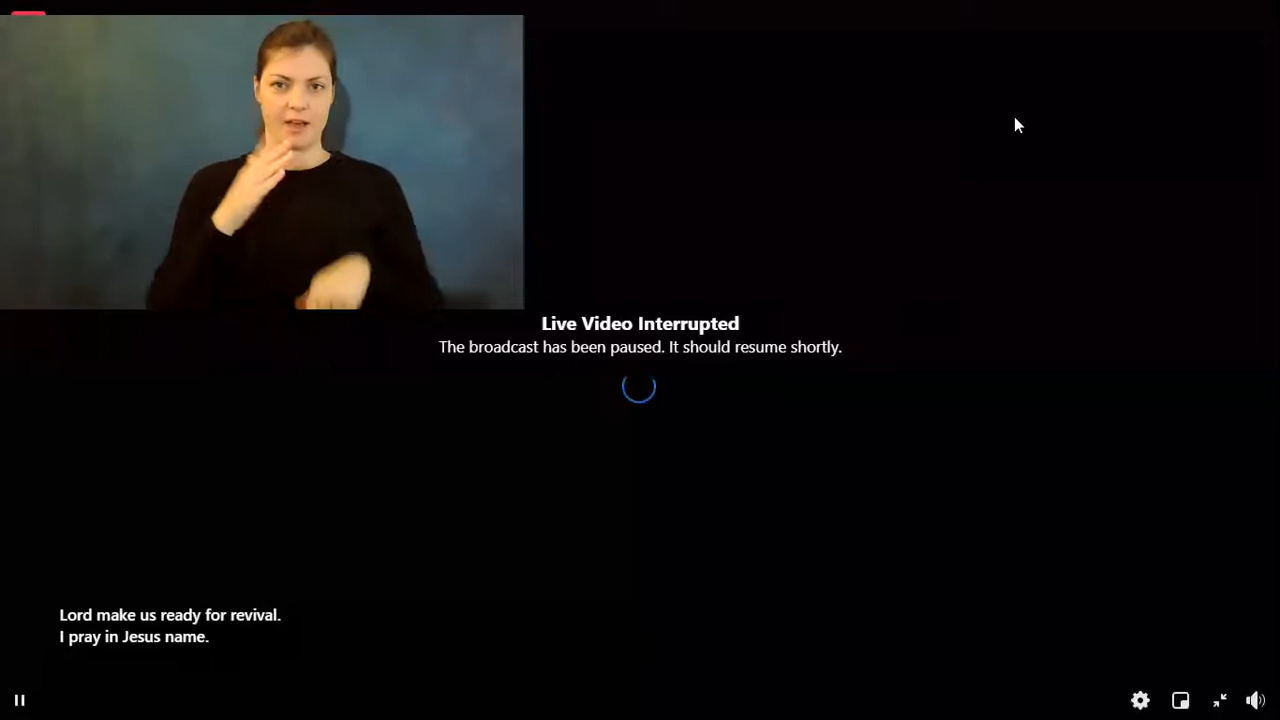 Live Video Interrupted
The broadcast has been paused. It should resume shortly.
Lord make us ready for revival.
I pray in Jesus name.